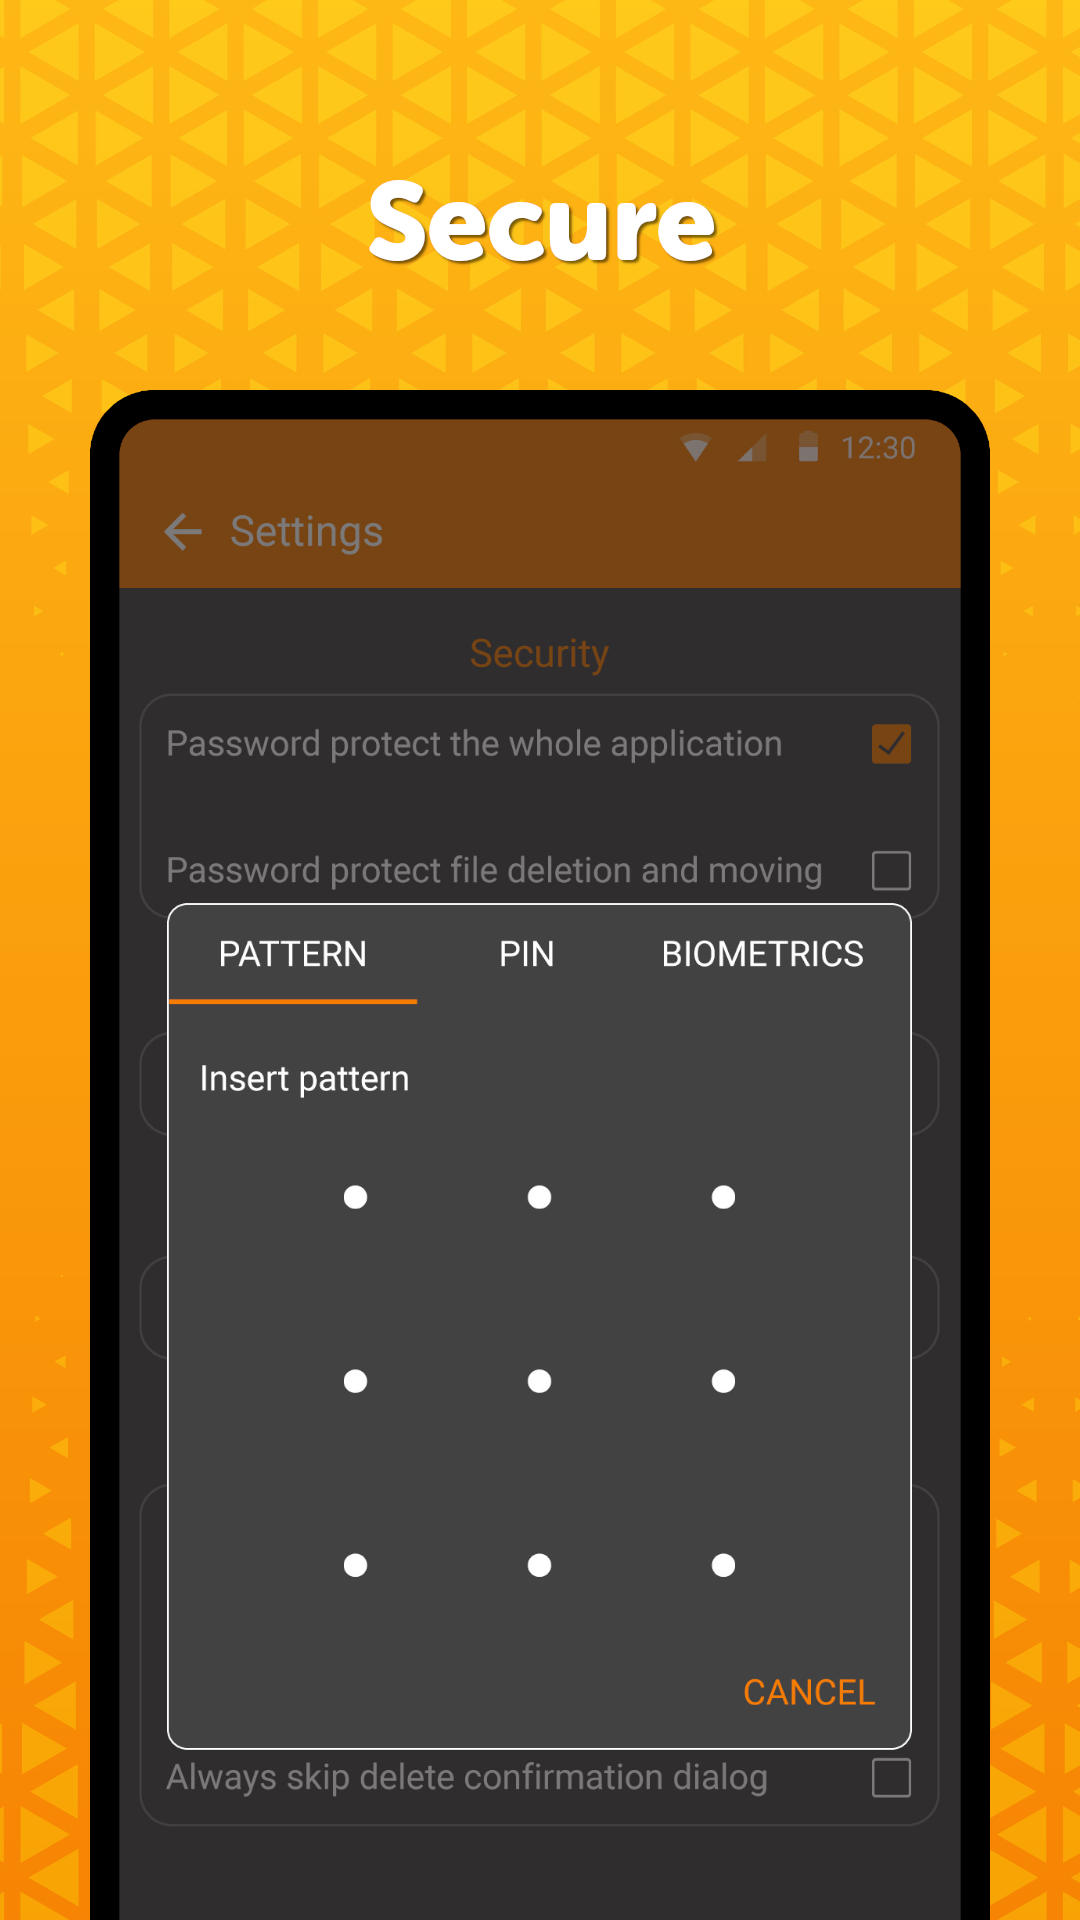 Secure
12:30
Settings
Security
Password protect the whole application
Password protect file deletion and moving
PATTERN PIN BIOMETRICS
Insert pattern
CANCEL
Always skip delete confirmation dialog